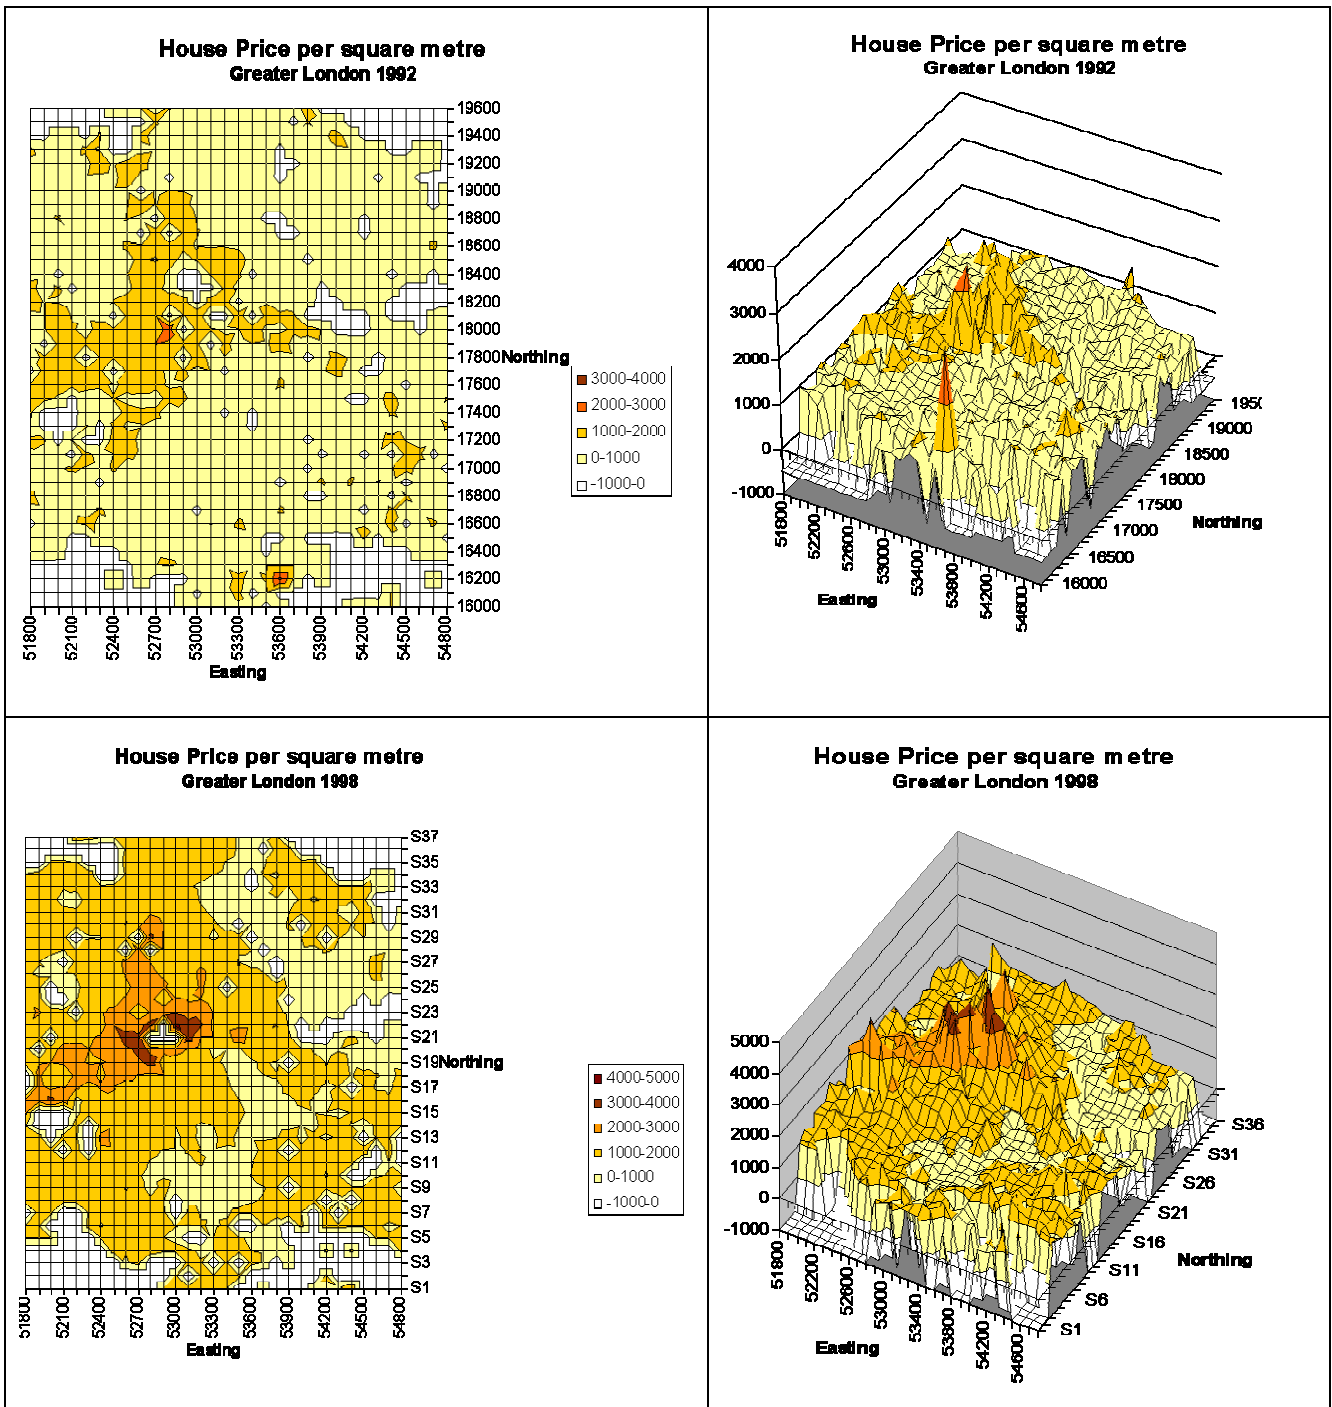 House Price per square metre
Greater London 1992
19600
19400
19200
19000
18800
18600
18400
18200
18000
17800
Northing
17600
17400
17200
17000
16800
16600
16400
16200
16000
3000-4000
2000-3000
1000-2000
0-1000
-1000-0
51800
52100
52400
52700
53000
53300
53600
53900
54200
54500
54800
Easting
House Price per square metre
Greater London 1992
4000
3000
2000
1000
0
-1000
51800
52200
52600
53000
53400
53800
54200
54600
Easting
1950
19000
18500
18000
17500
17000
16500
16000
Northing
House Price per square metre
Greater London 1998
S37
S35
S33
S31
S29
S27
S25
S23
S21
S19
Northing
S17
S15
S13
S11
S9
S7
S5
S3
S1
4000-5000
3000-4000
2000-3000
1000-2000
0-1000
-1000-0
51800
52100
52400
52700
53000
53300
53600
53900
54200
54500
54800
Easting
House Price per square metre
Greater London 1998
5000
4000
3000
2000
1000
0
-1000
51800
52200
52600
53000
53400
53800
54200
54600
Easting
S36
S31
S26
S21
S16
S11
S6
S1
Northing